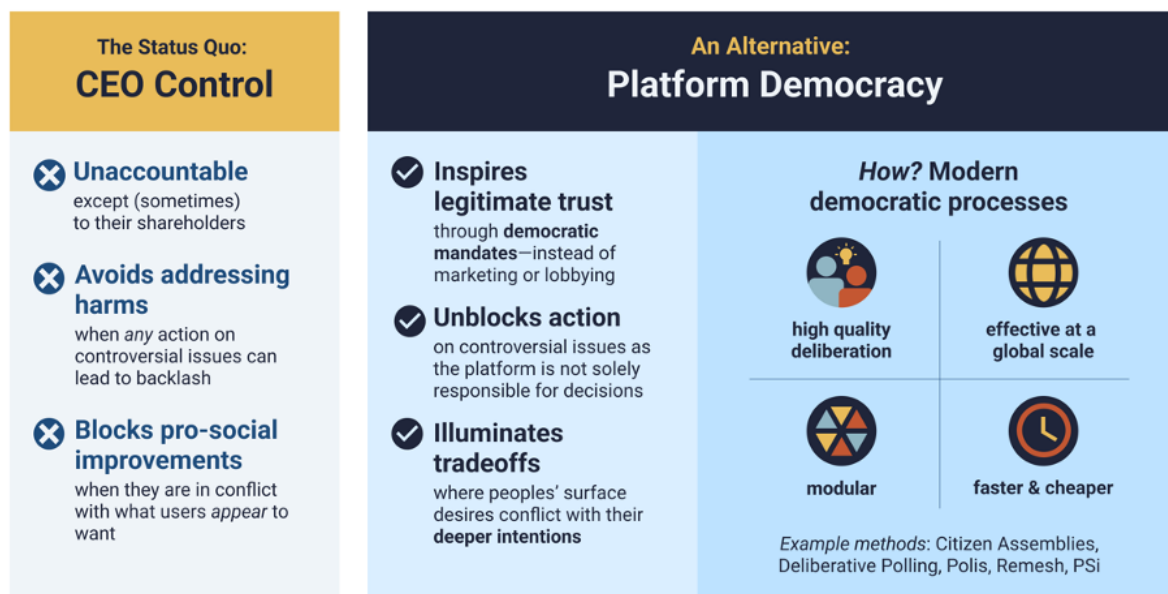 The Status Quo:
CEO Control
Unaccountable
except (sometimes)
to their shareholders
Avoids addressing
harms
when any action on
controversial issues can
lead to backlash
Blocks pro-social
improvements
when they are in conflict
with what users appear to
want
An Alternative:
Platform Democracy
Inspires
legitimate trust
through democratic
mandates—instead of
marketing or lobbying
Unblocks action
on controversial issues as
the platform is not solely
responsible for decisions
Illuminates
tradeoffs
where peoples' surface
desires conflict with their
deeper intentions
How? Modern
democratic processes
high quality
deliberation
effective at a
global scale
modular
faster & cheaper
Example methods: Citizen Assemblies,
Deliberative Polling, Polis, Remesh, PSi